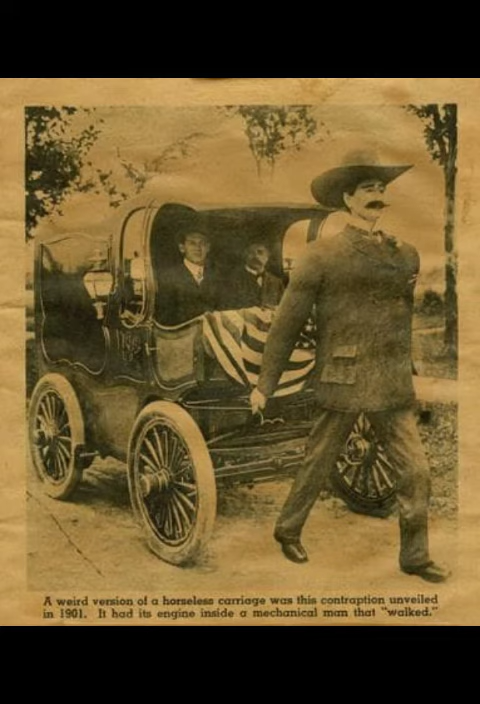 A weird version of a horseless carriage was this contraption unveiled
in 1901. It had its engine inside a mechanical man that "walked."